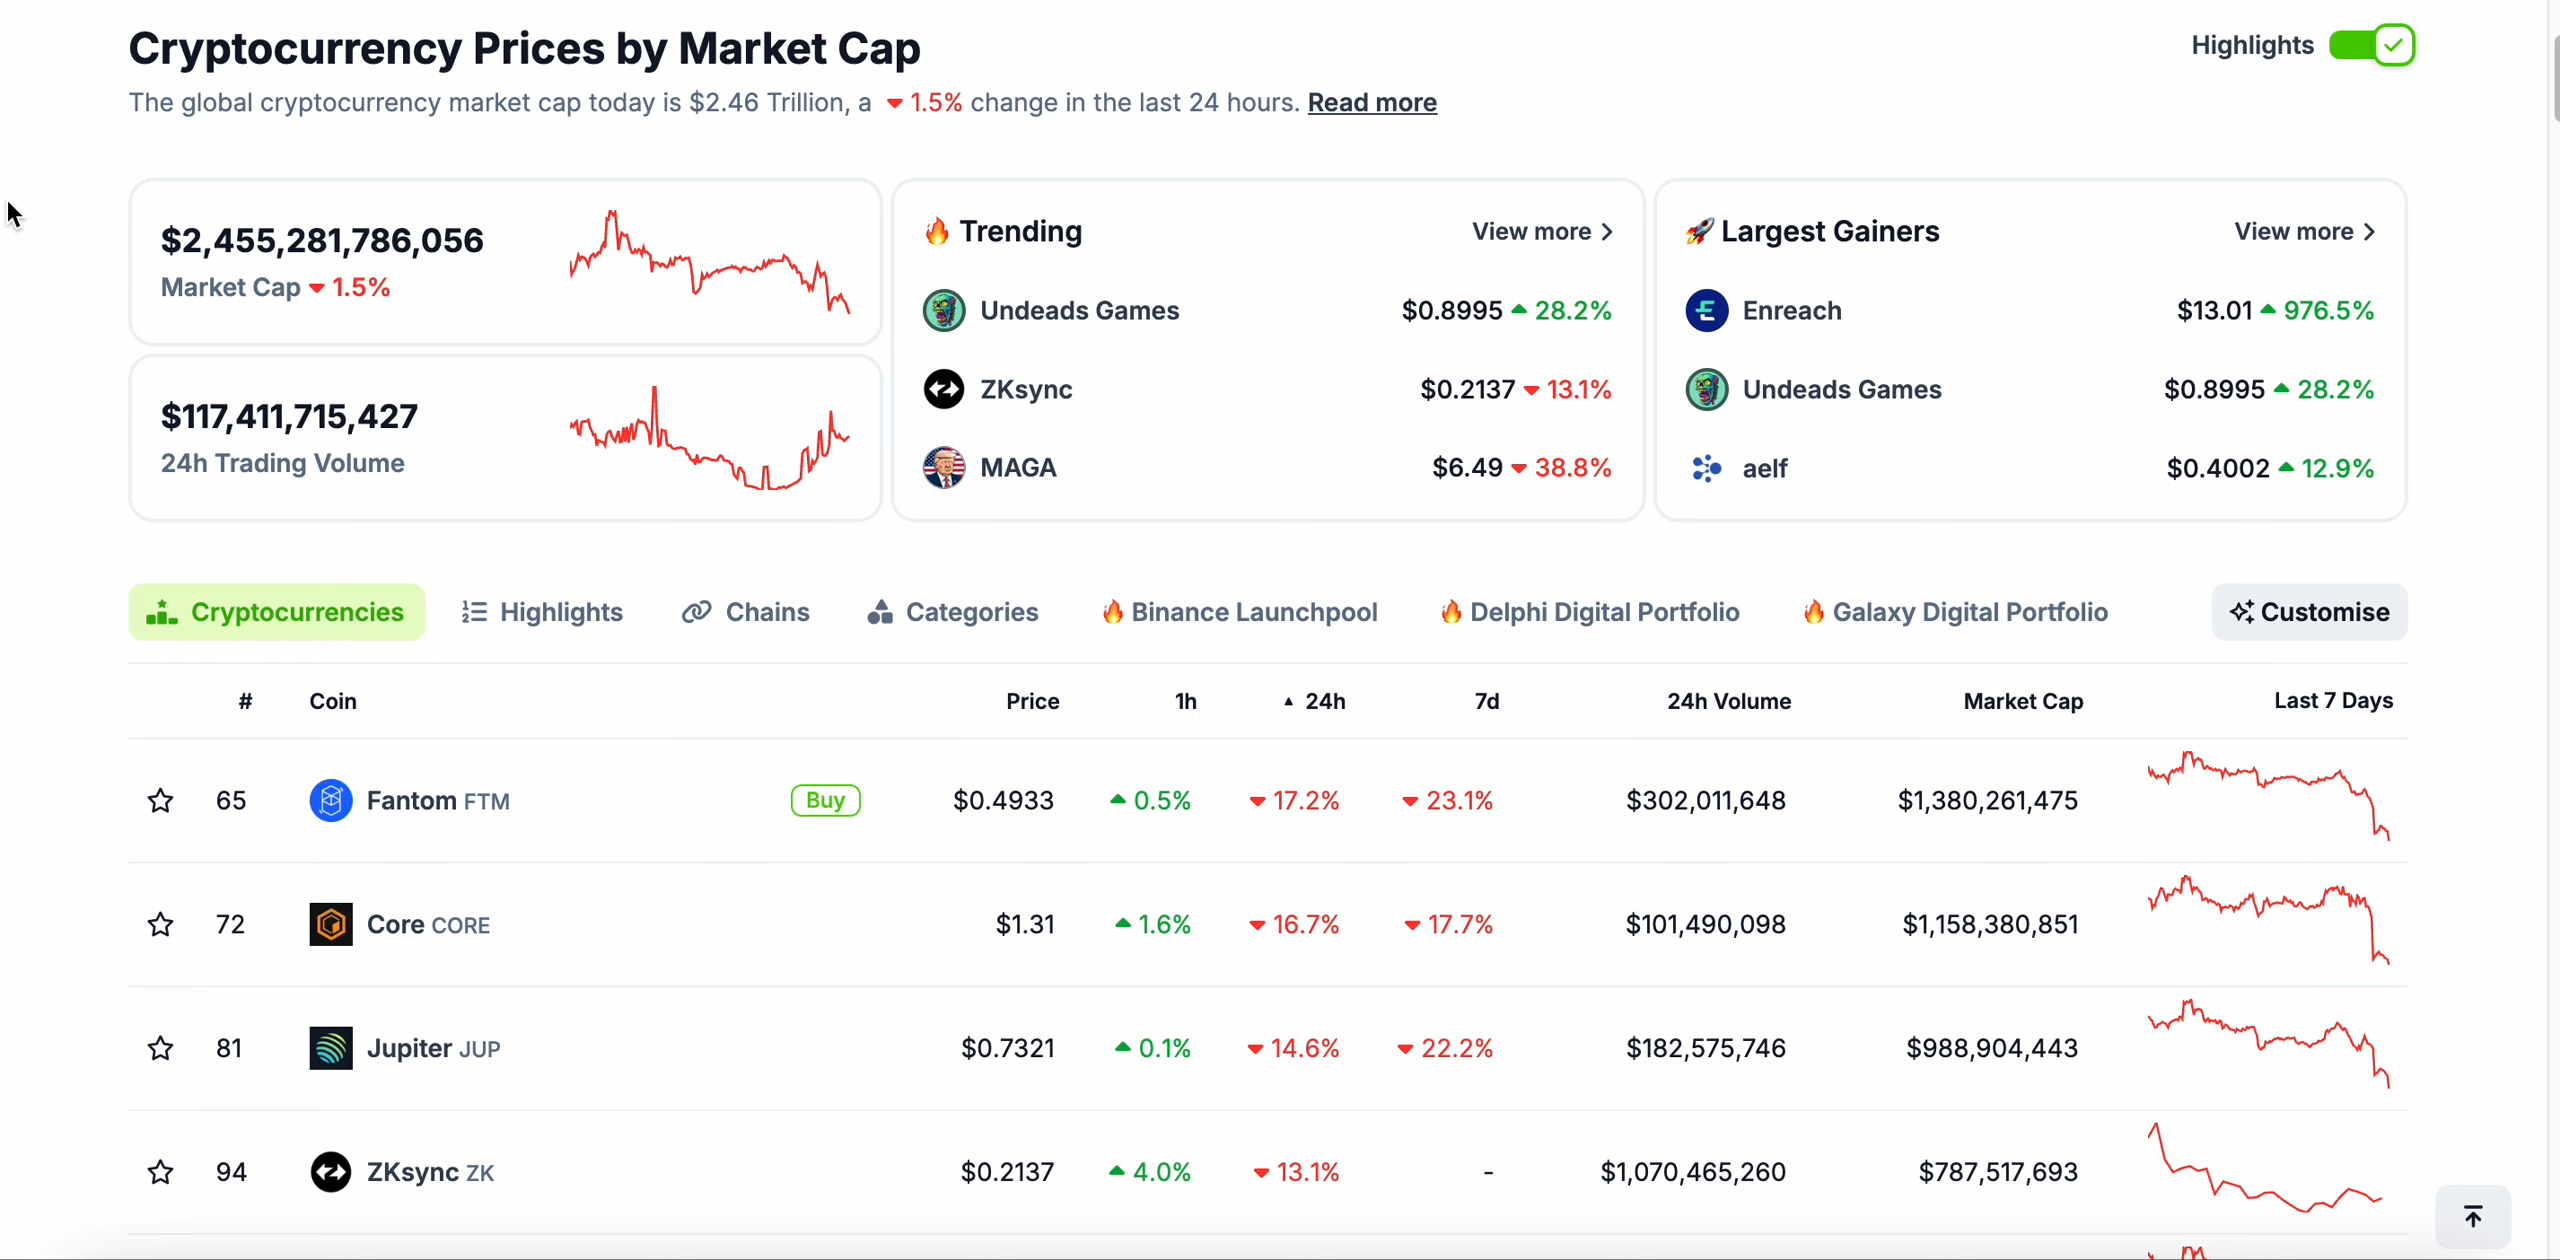 Cryptocurrency Prices by Market Cap
Highlights
The global cryptocurrency market cap today is $2.46 Trillion, a 1.5% change in the last 24 hours. Read more
$2,455,281,786,056
Market Cap 1.5%
$117,411,715,427
24h Trading Volume
Trending View more
Undeads Games $0.8995 28.2%
ZKsync $0.2137 13.1%
MAGA $6.49 38.8%
Largest Gainers View more
Enreach $13.01 976.5%
Undeads Games $0.8995 28.2%
aelf $0.4002 12.9%
Cryptocurrencies Highlights Chains Categories Binance Launchpool Delphi Digital Portfolio Galaxy Digital Portfolio Customise
# Coin Price 1h 24h 7d 24h Volume Market Cap Last 7 Days
65 Fantom FTM Buy $0.4933 0.5% 17.2% 23.1% $302,011,648 $1,380,261,475
72 Core CORE $1.31 1.6% 16.7% 17.7% $101,490,098 $1,158,380,851
81 Jupiter JUP $0.7321 0.1% 14.6% 22.2% $182,575,746 $988,904,443
94 ZKsync ZK $0.2137 4.0% 13.1% - $1,070,465,260 $787,517,693